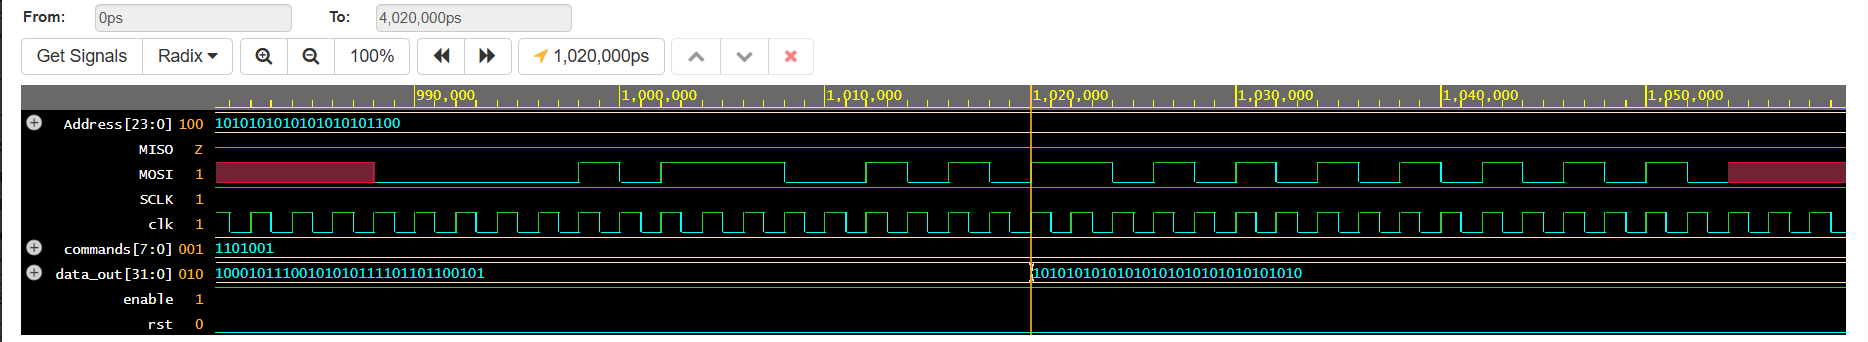 From: 0ps To: 4,020,000ps
Get Signals Radix 100% 1,020,000ps
990,000 1,000,000 1,010,000 1,020,000 1,030,000 1,040,000 1,050,000
Address[23:0] 100 1010101010101010101100
MISO Z
MOSI 1
SCLK 1
clk 1
commands[7:0] 001 1101001
data_out[31:0] 010 1000101110010101011110110110​0101 10101010101010101010101010101010
enable 1
rst 0